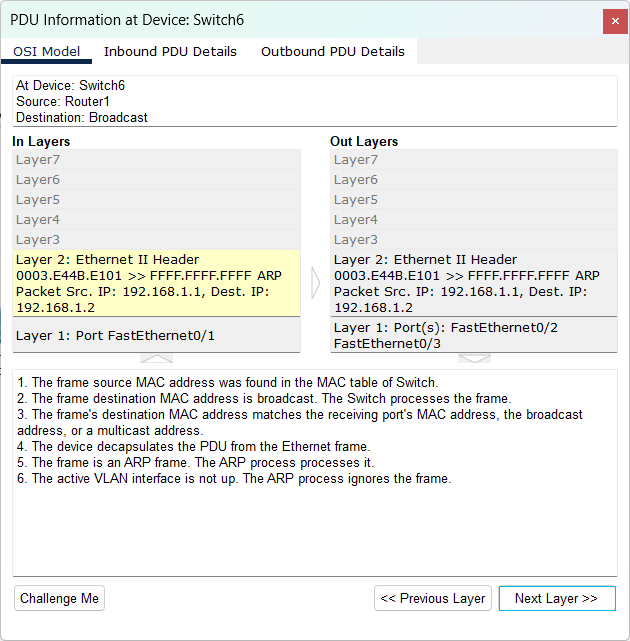 PDU Information at Device: Switch6
OSI Model Inbound PDU Details Outbound PDU Details
At Device: Switch6
Source: Router1
Destination: Broadcast
In Layers
Layer7
Layer6
Layer5
Layer4
Layer3
Layer 2: Ethernet II Header
0003.E44B.E101 >> FFFF.FFFF.FFFF ARP
Packet Src. IP: 192.168.1.1, Dest. IP:
192.168.1.2
Layer 1: Port FastEthernet0/1
Out Layers
Layer7
Layer6
Layer5
Layer4
Layer3
Layer 2: Ethernet II Header
0003.E44B.E101 >> FFFF.FFFF.FFFF ARP
Packet Src. IP: 192.168.1.1, Dest. IP:
192.168.1.2
Layer 1: Port(s): FastEthernet0/2
FastEthernet0/3
1. The frame source MAC address was found in the MAC table of Switch.
2. The frame destination MAC address is broadcast. The Switch processes the frame.
3. The frame's destination MAC address matches the receiving port's MAC address, the broadcast
address, or a multicast address.
4. The device decapsulates the PDU from the Ethernet frame.
5. The frame is an ARP frame. The ARP process processes it.
6. The active VLAN interface is not up. The ARP process ignores the frame.
Challenge Me << Previous Layer Next Layer >>